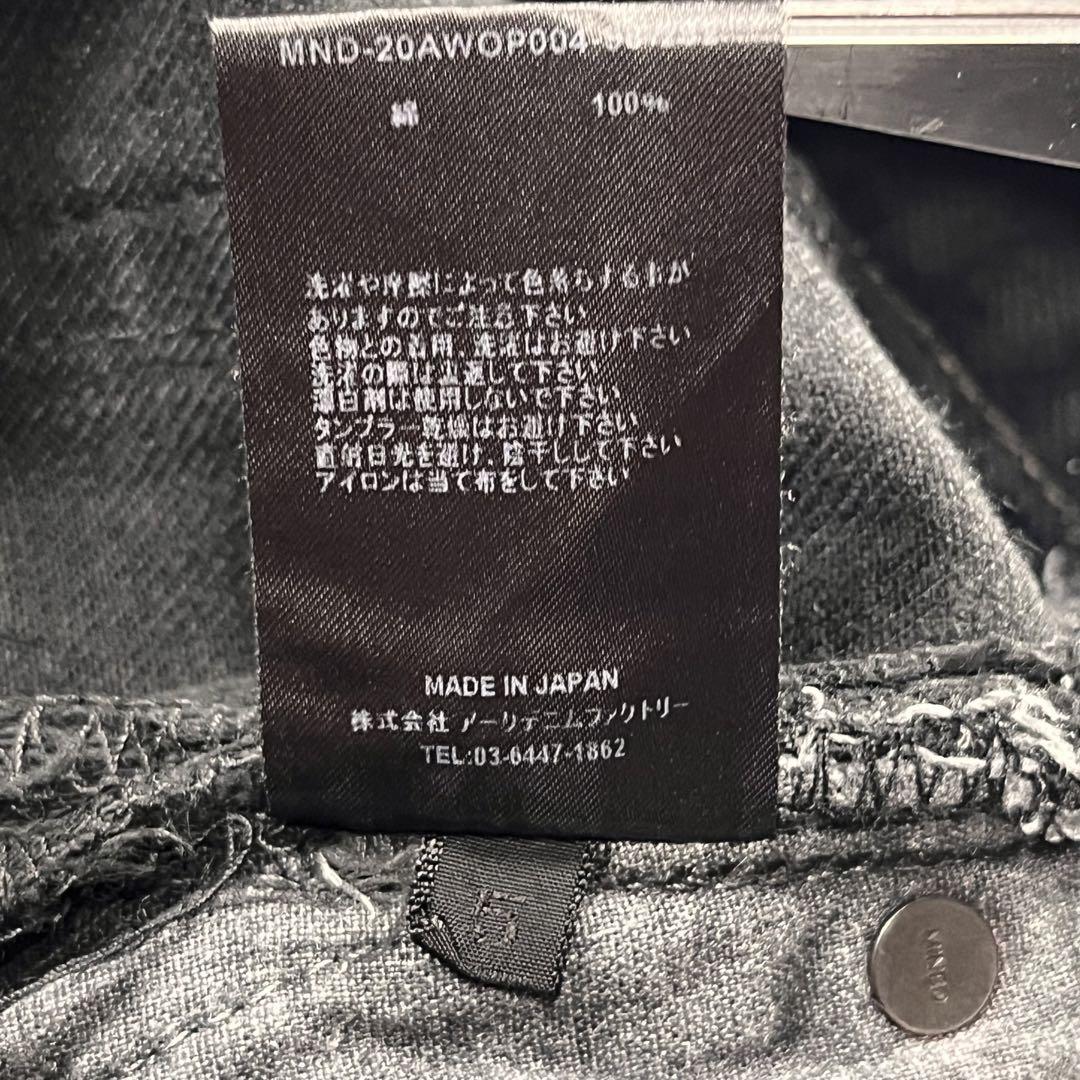 MND-20AWOP004
綿 100%
洗濯や摩擦によって色落ちする事が
ありますのでご注意下さい
色物との着用、洗濯はお避け下さい
洗濯の際は裏返して下さい
漂白剤は使用しないで下さい
タンブラー乾燥はお避け下さい
直射日光を避け、陰干しして下さい
アイロンは当て布をして下さい
MADE IN JAPAN
株式会社 アーリデニムファクトリー
TEL:03-6447-1862